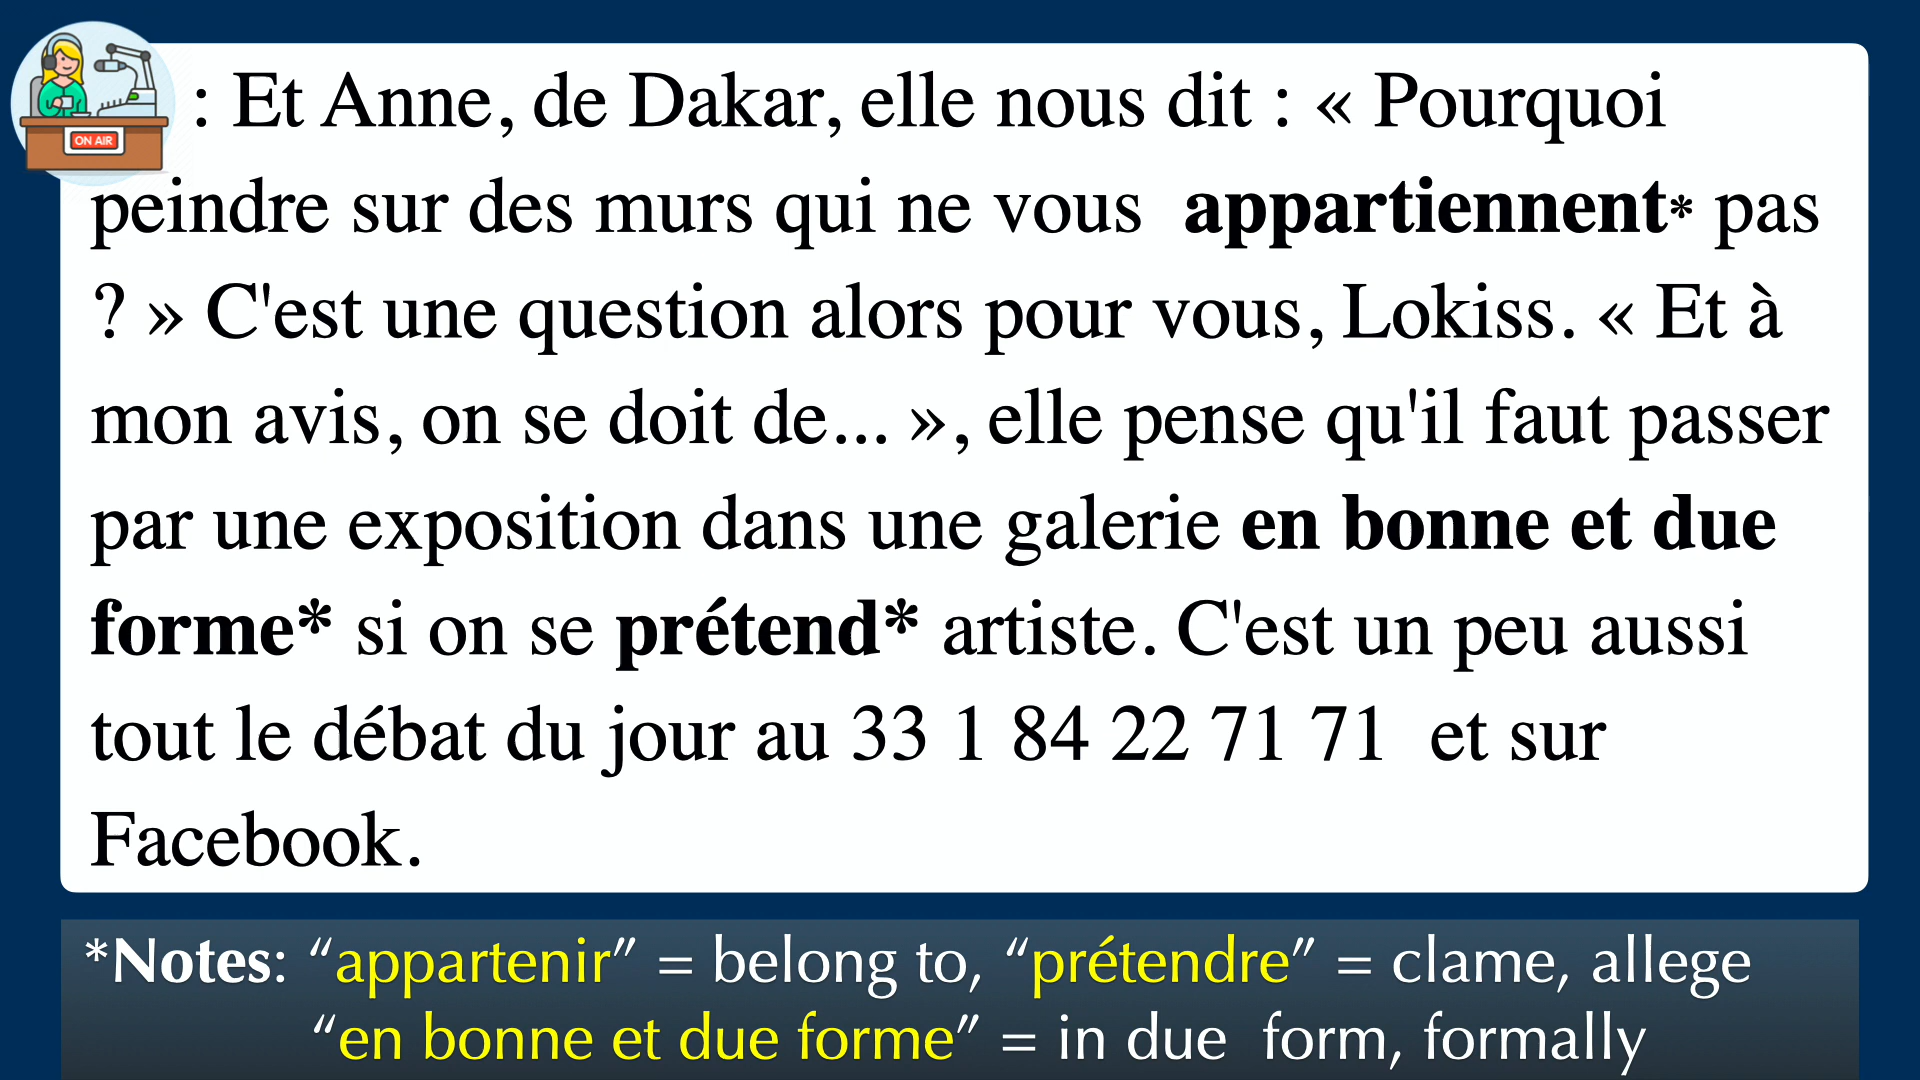 ON AIR
: Et Anne, de Dakar, elle nous dit : « Pourquoi
peindre sur des murs qui ne vous appartiennent* pas
? » C'est une question alors pour vous, Lokiss. « Et à
mon avis, on se doit de... », elle pense qu'il faut passer
par une exposition dans une galerie en bonne et due
forme* si on se prétend* artiste. C'est un peu aussi
tout le débat du jour au 33 1 84 22 71 71 et sur
Facebook.
*Notes: “appartenir” = belong to, “prétendre” = clame, allege
“en bonne et due forme” = in due form, formally